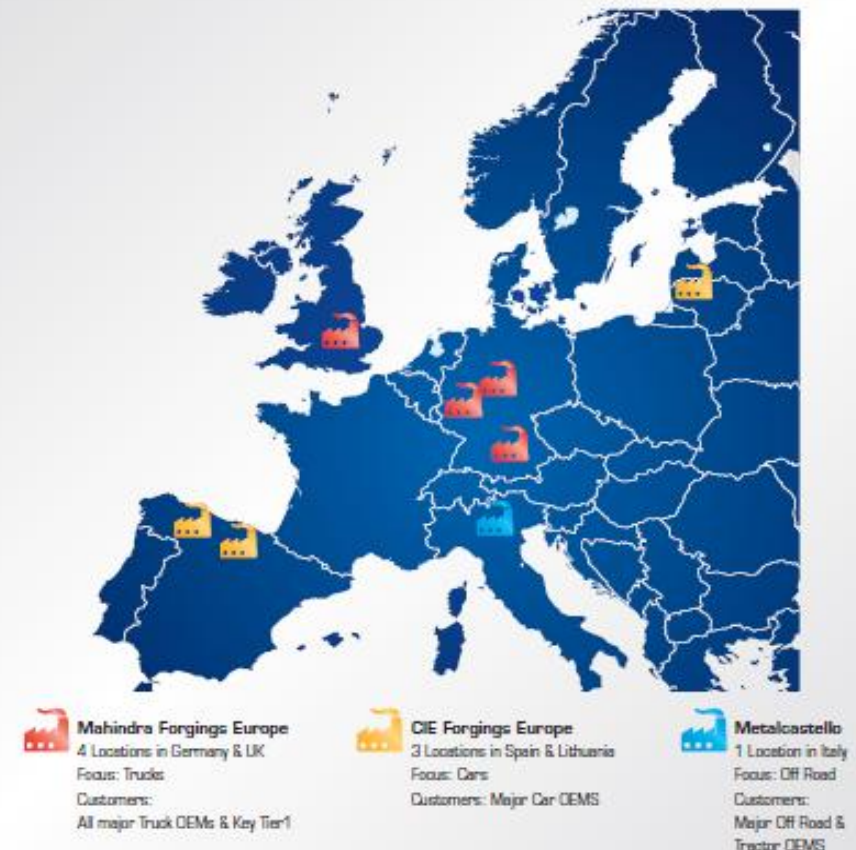 Mahindra Forgings Europe
4 Locations in Germany & UK
Focus: Trucks
Customers:
All major Truck OEMs & Key Tier1
CIE Forgings Europe
3 Locations in Spain & Lithuania
Focus: Cars
Customers: Major Car OEMS
Metalcastello
1 Location in Italy
Focus: Off Road
Customers:
Major Off Road &
Tractor OEMS